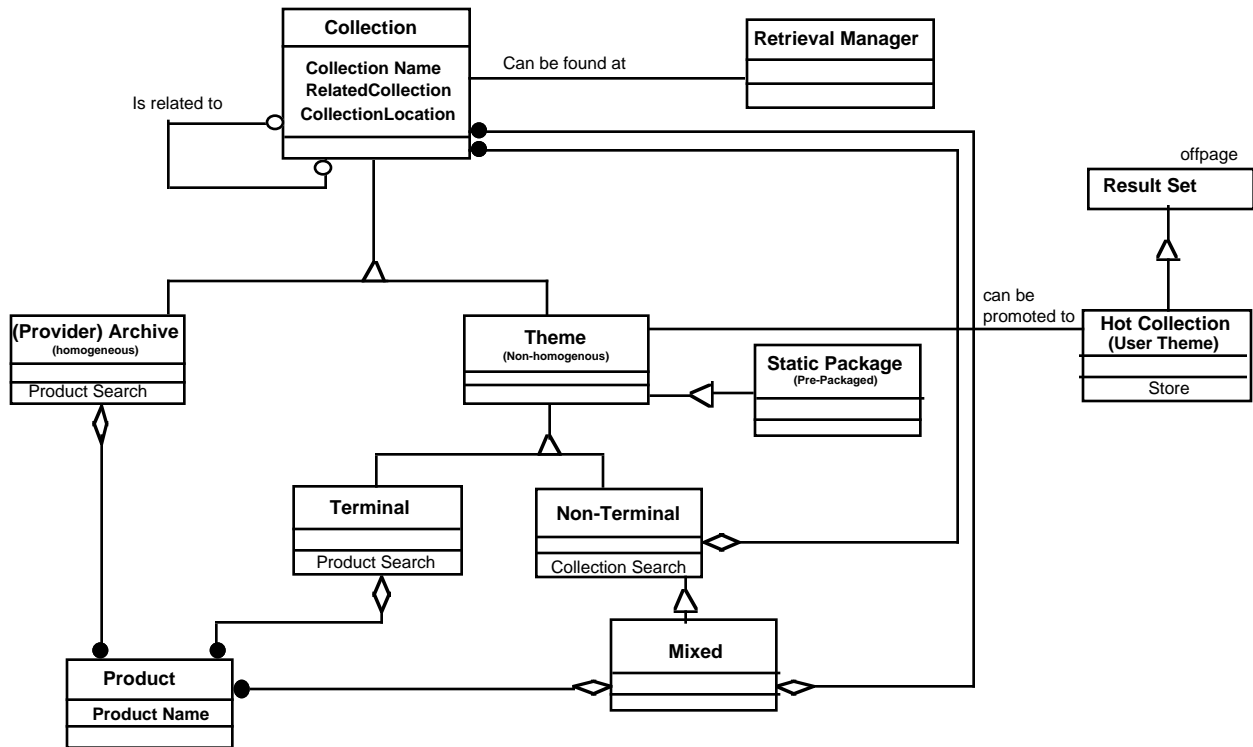 Collection
Collection Name
RelatedCollection
CollectionLocation
Retrieval Manager
Can be found at
Is related to
offpage
Result Set
(Provider) Archive
(homogeneous)
Product Search
Theme
(Non-homogenous)
can be
promoted to
Hot Collection
(User Theme)
Store
Static Package
(Pre-Packaged)
Terminal
Product Search
Non-Terminal
Collection Search
Mixed
Product
Product Name